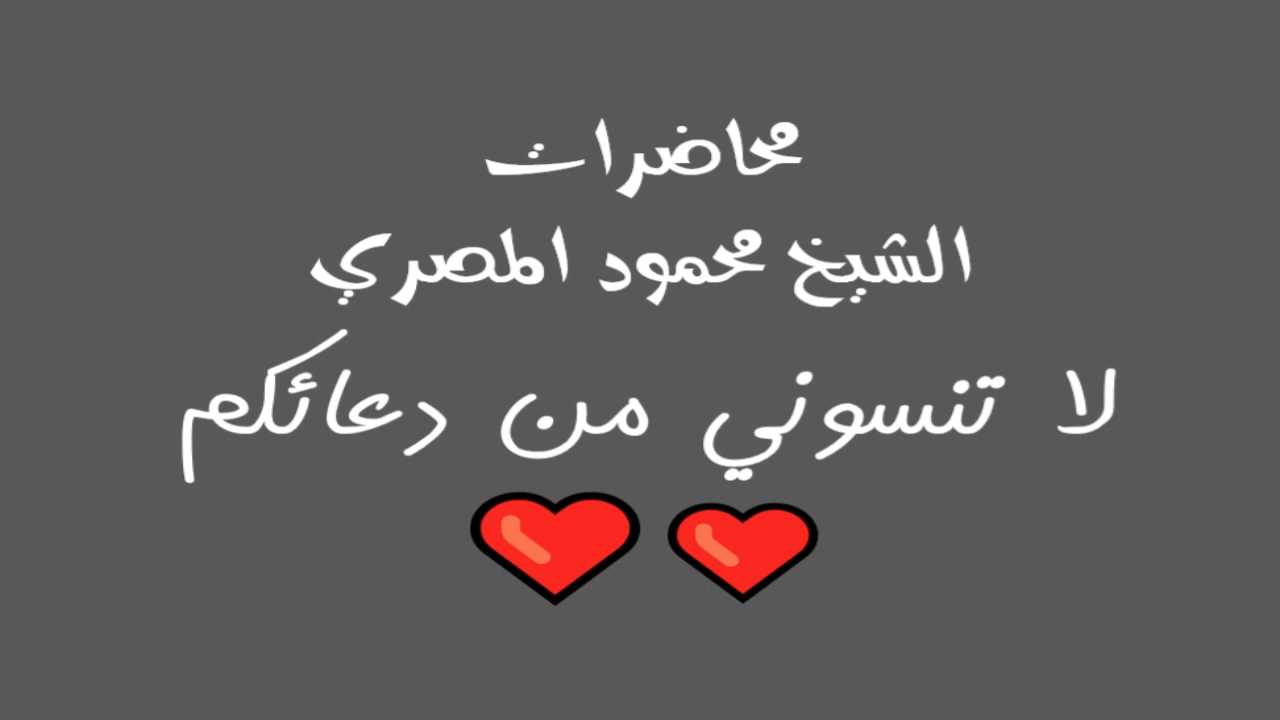 محاضرات
الشيخ محمود المصري
لا تنسوني من دعائكم